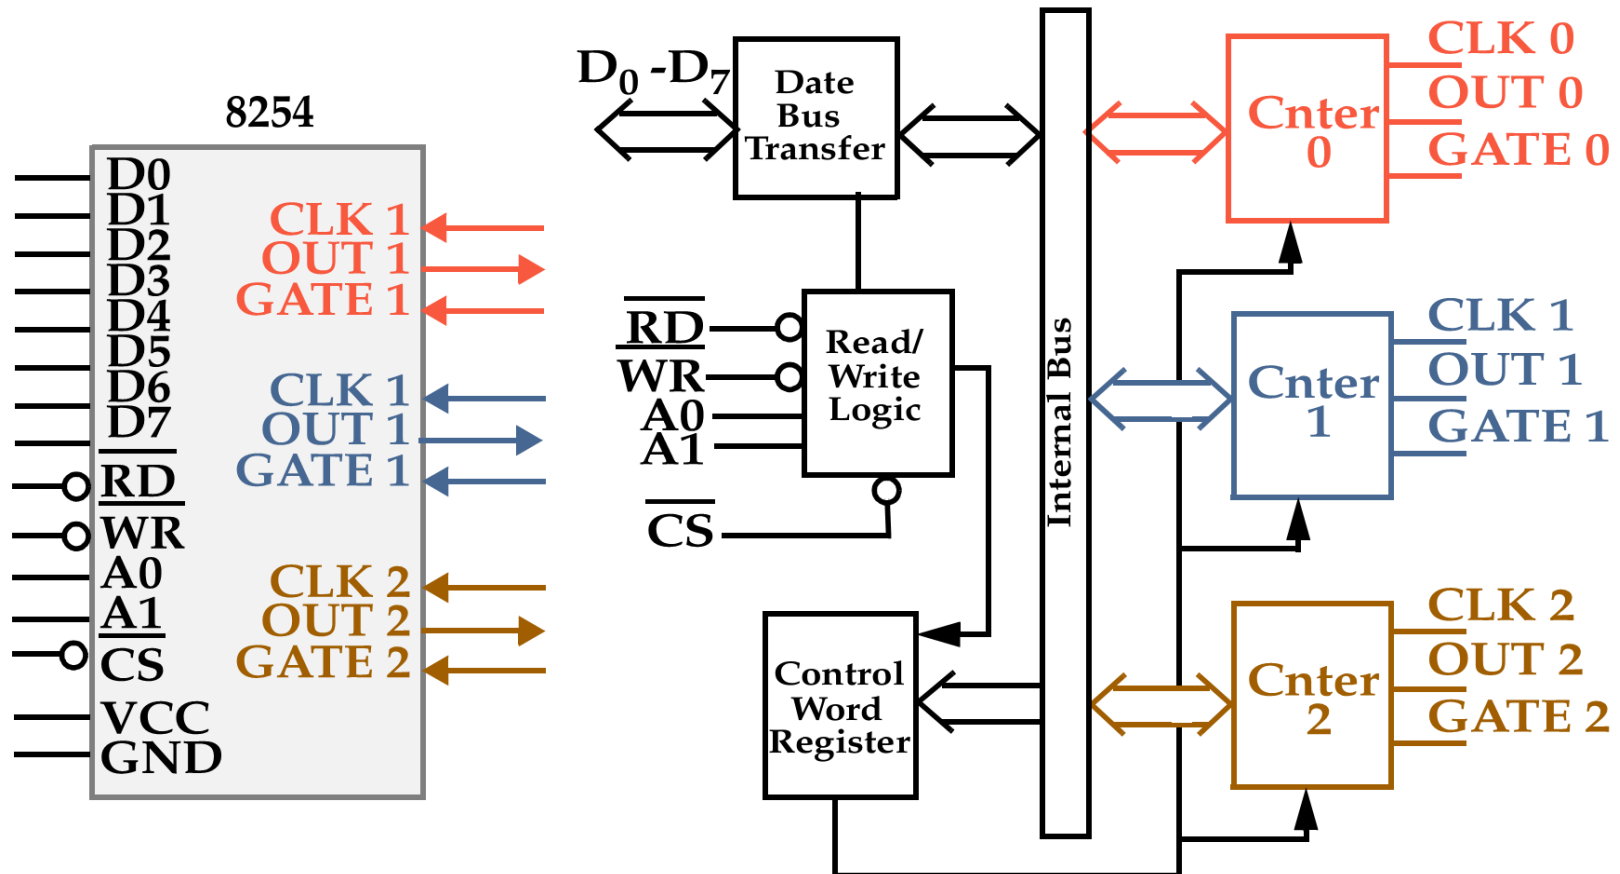 8254
D0
D1
D2
D3
D4
D5
D6
D7
RD
WR
A0
A1
CS
VCC
GND
CLK 1
OUT 1
GATE 1
CLK 1
OUT 1
GATE 1
CLK 2
OUT 2
GATE 2
D0 -D7
Date
Bus
Transfer
RD
WR
A0
A1
CS
Read/
Write
Logic
Control
Word
Register
Internal Bus
Cnter
0
CLK 0
OUT 0
GATE 0
Cnter
1
CLK 1
OUT 1
GATE 1
Cnter
2
CLK 2
OUT 2
GATE 2